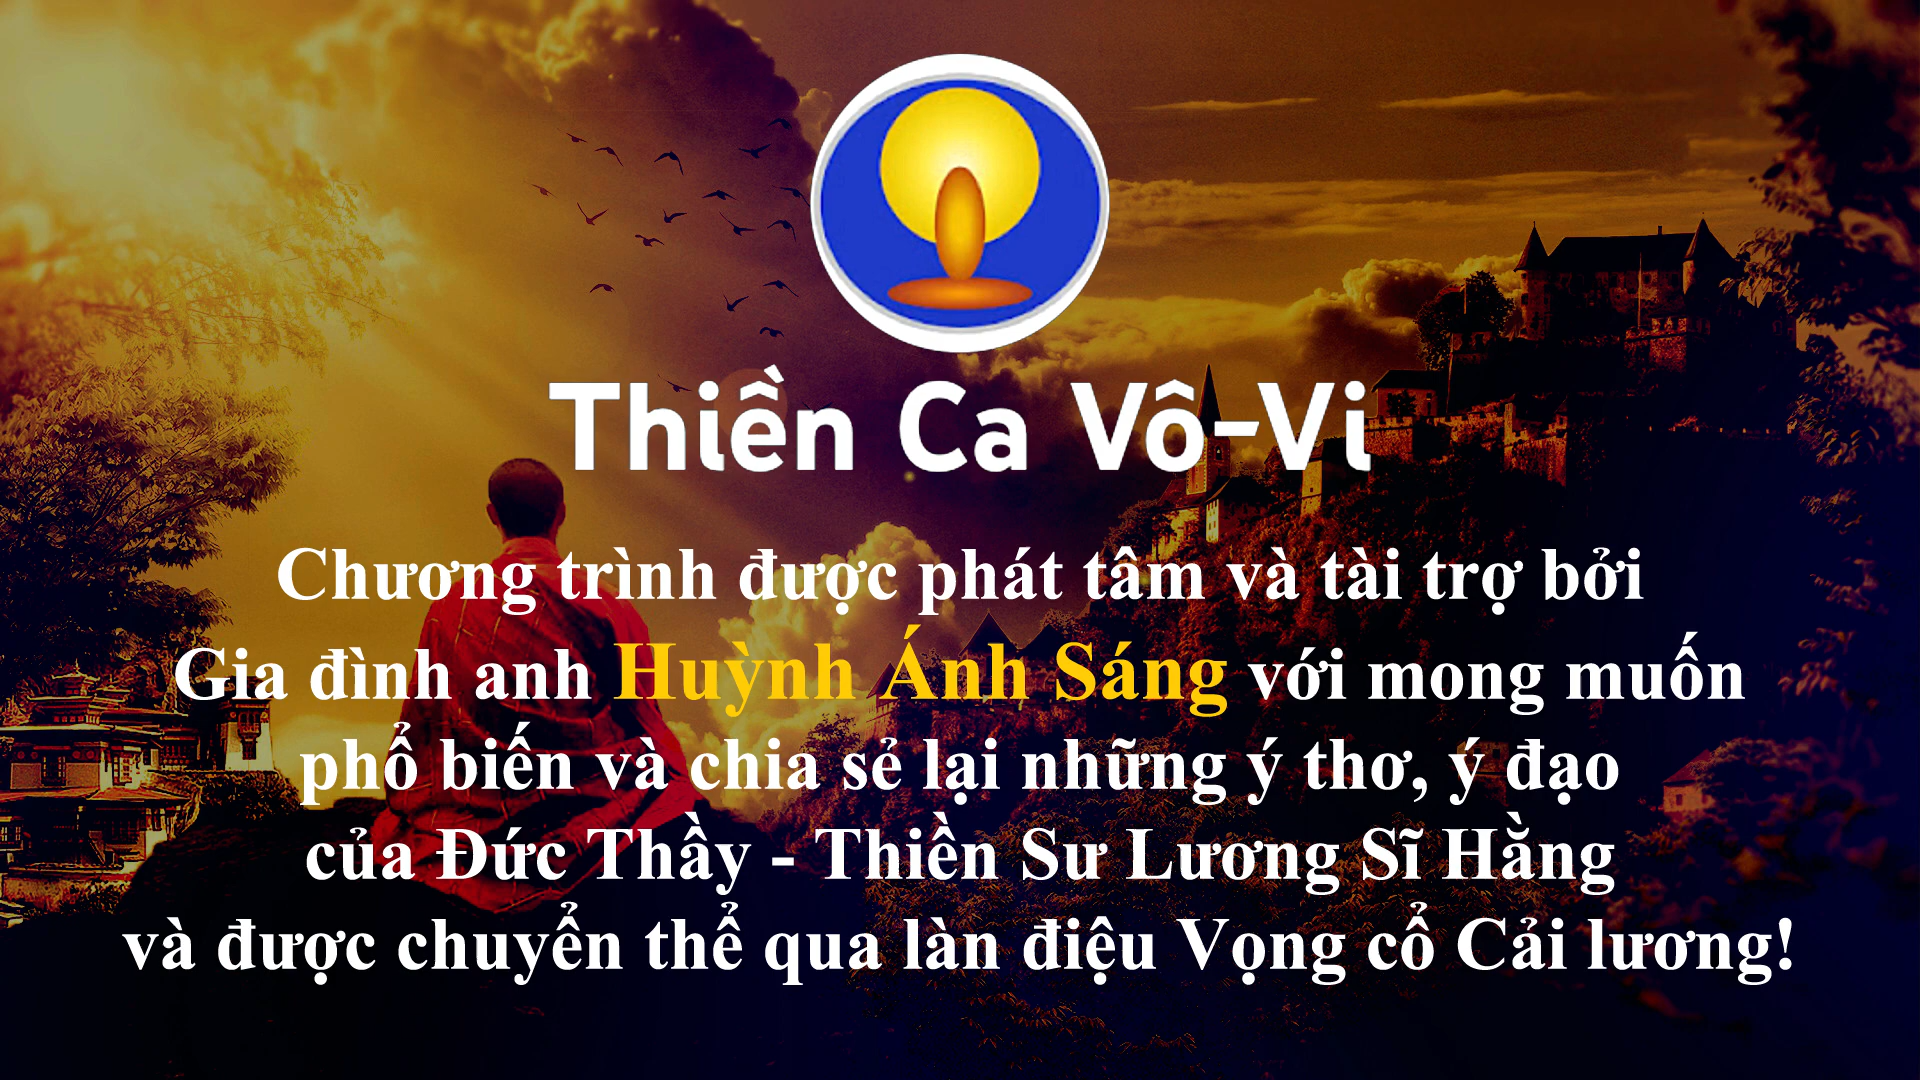 Thiền Ca Vô-Vi
Chương trình được phát tâm và tài trợ bởi
Gia đình anh Huỳnh Ánh Sáng với mong muốn
phổ biến và chia sẻ lại những ý thơ, ý đạo
của Đức Thầy - Thiền Sư Lương Sĩ Hằng
và được chuyển thể qua làn điệu Vọng cổ Cải lương!